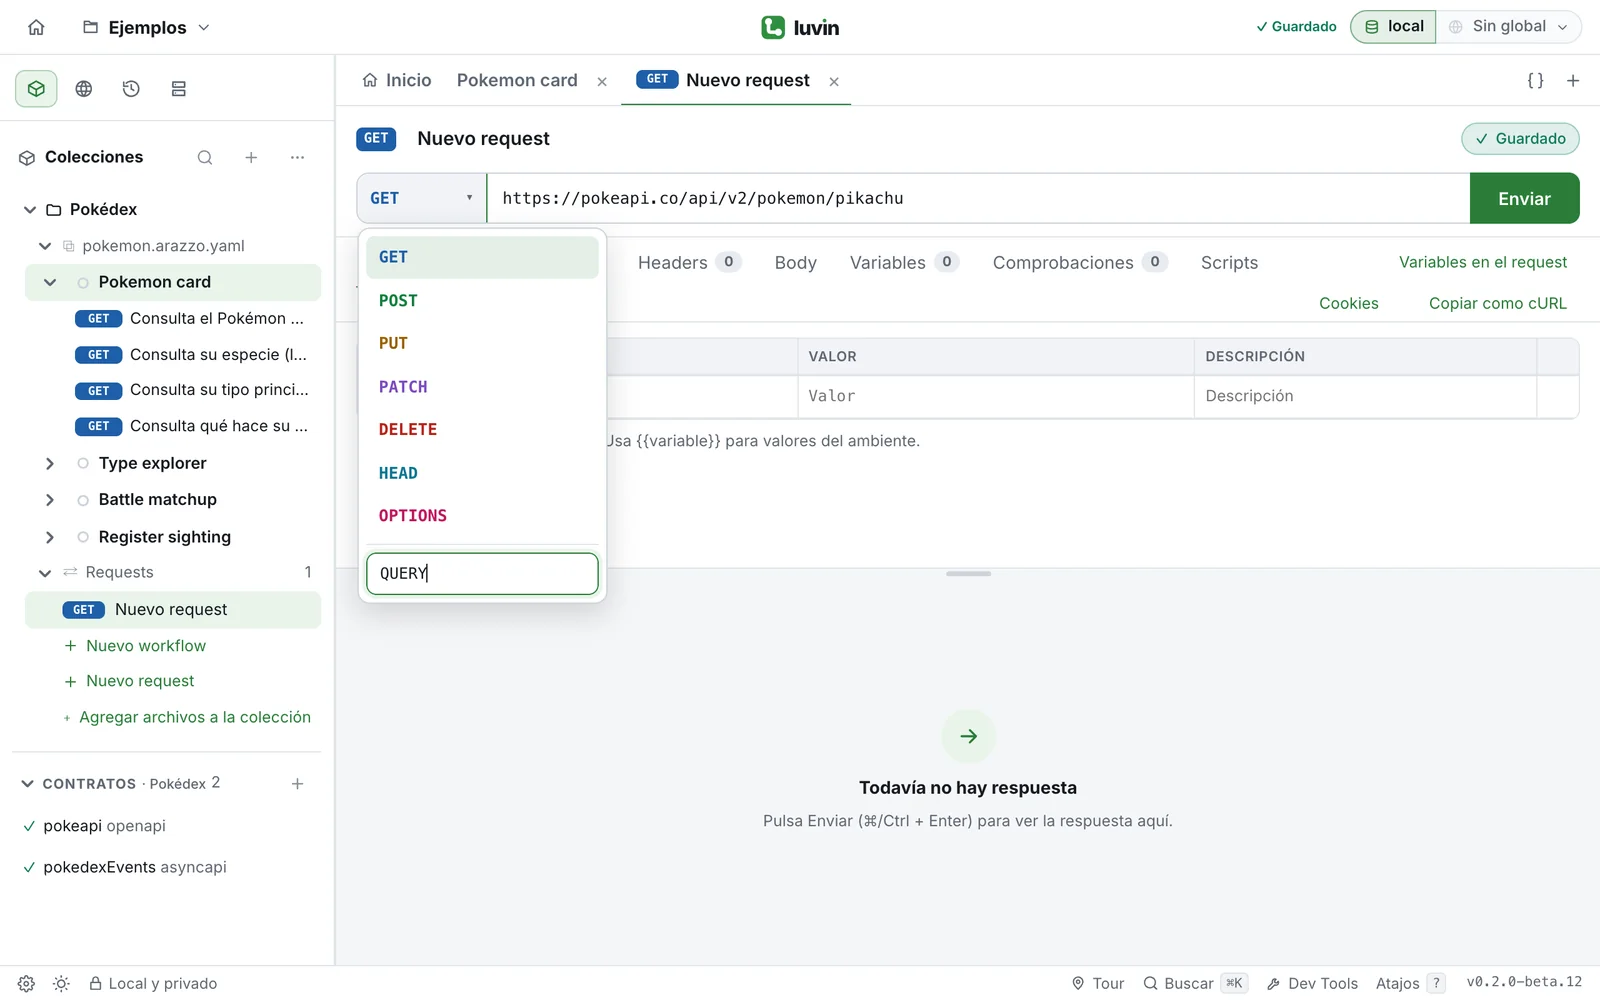 Ejemplos
luvin
Guardado
local
Sin global
Inicio
Pokemon card
GET Nuevo request
Colecciones
Pokédex
pokemon.arazzo.yaml
Pokemon card
GET Consulta el Pokémon ...
GET Consulta su especie (l...
GET Consulta su tipo princi...
GET Consulta qué hace su ...
Type explorer
Battle matchup
Register sighting
Requests 1
GET Nuevo request
+ Nuevo workflow
+ Nuevo request
+ Agregar archivos a la colección
CONTRATOS · Pokédex 2
pokeapi openapi
pokedexEvents asyncapi
GET Nuevo request
Guardado
GET https://pokeapi.co/api/v2/pokemon/pikachu Enviar
Headers 0 Body Variables 0 Comprobaciones 0 Scripts
Variables en el request
Cookies Copiar como cURL
GET
POST
PUT
PATCH
DELETE
HEAD
OPTIONS
QUERY
VALOR DESCRIPCIÓN
Valor Descripción
Usa {{variable}} para valores del ambiente.
Todavía no hay respuesta
Pulsa Enviar (⌘/Ctrl + Enter) para ver la respuesta aquí.
Local y privado
Tour Buscar ⌘K Dev Tools Atajos ? v0.2.0-beta.12